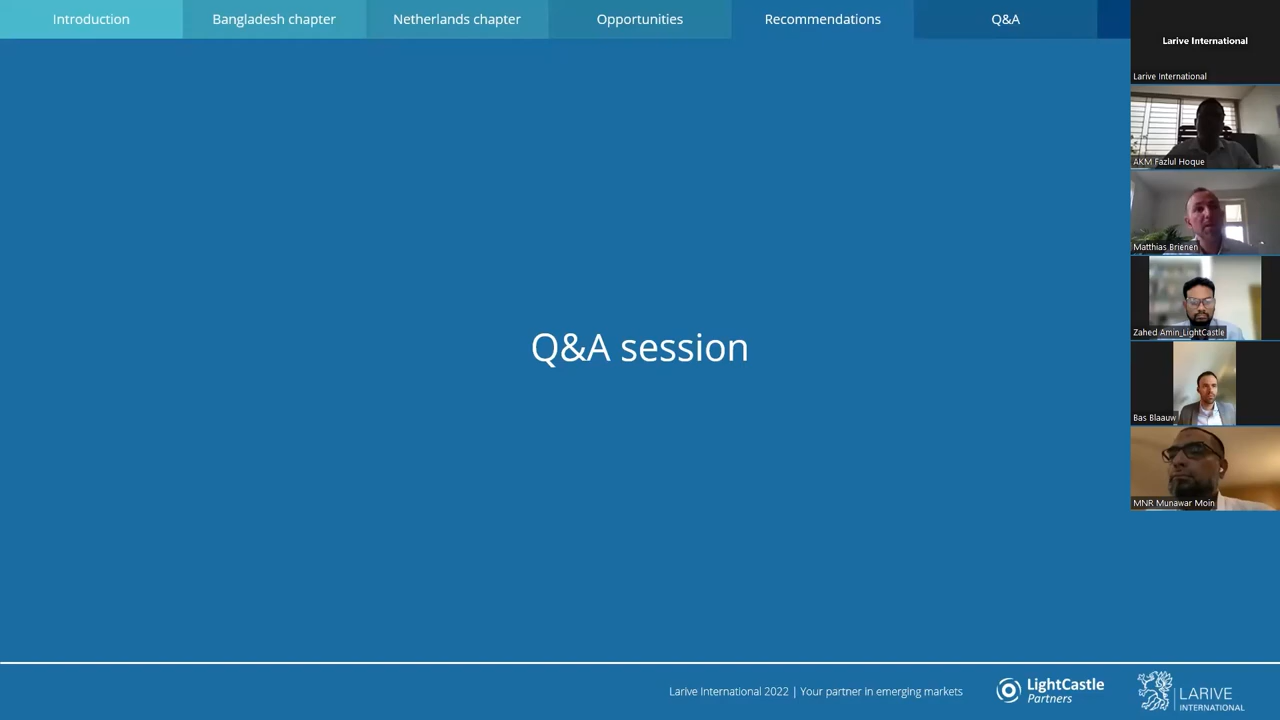 Introduction
Bangladesh chapter
Netherlands chapter
Opportunities
Recommendations
Q&A
Larive International
Larive International
AKM Fazlul Hoque
Matthias Brienen
Zahed Amin_LightCastle
Bas Blaauw
MNR Munawar Moin
Q&A session
Larive International 2022 | Your partner in emerging markets
LightCastle
Partners
LARIVE
INTERNATIONAL